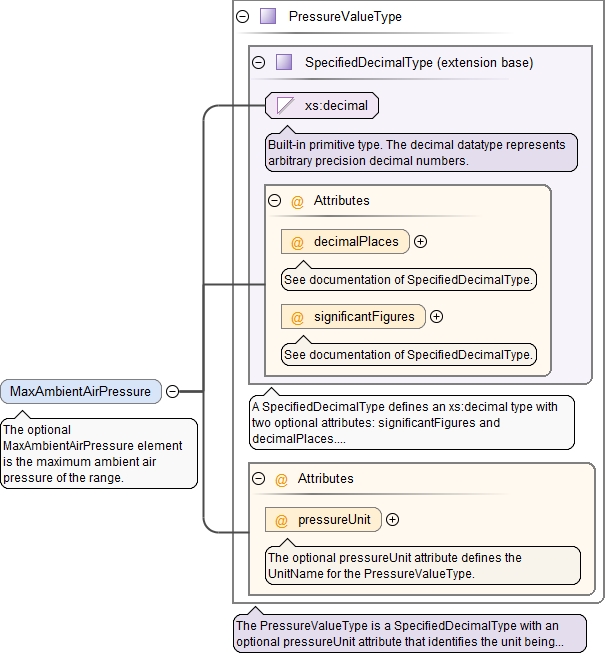 PressureValueType
SpecifiedDecimalType (extension base)
xs:decimal
Built-in primitive type. The decimal datatype represents
arbitrary precision decimal numbers.
@ Attributes
@ decimalPlaces
See documentation of SpecifiedDecimalType.
@ significantFigures
See documentation of SpecifiedDecimalType.
MaxAmbientAirPressure
The optional
MaxAmbientAirPressure element
is the maximum ambient air
pressure of the range.
A SpecifiedDecimalType defines an xs:decimal type with
two optional attributes: significantFigures and
decimalPlaces....
@ Attributes
@ pressureUnit
The optional pressureUnit attribute defines the
UnitName for the PressureValueType.
The PressureValueType is a SpecifiedDecimalType with an
optional pressureUnit attribute that identifies the unit being...